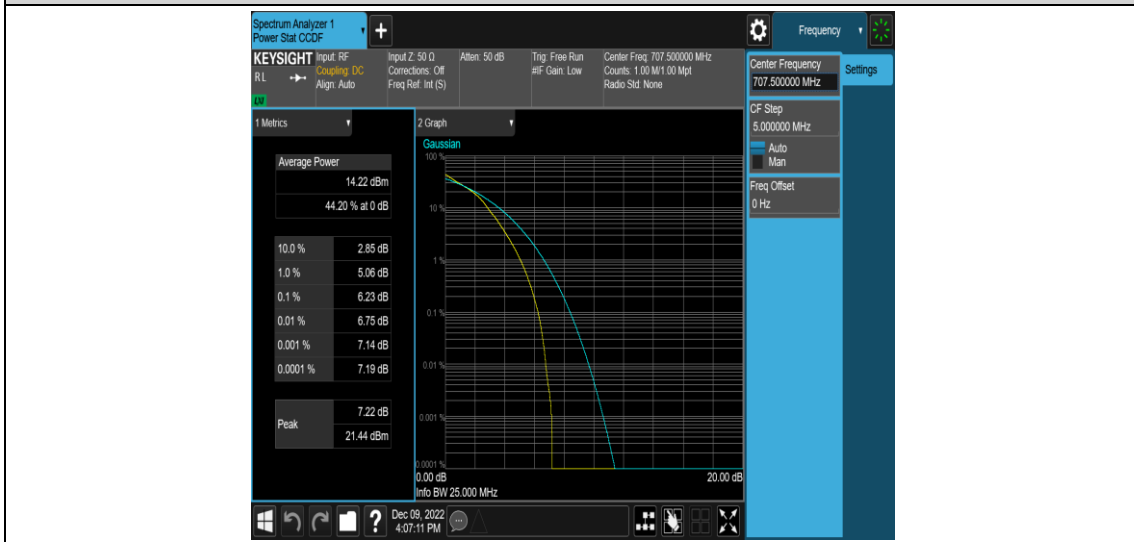 Spectrum Analyzer 1
Power Stat CCDF
+
Frequency
KEYSIGHT
RL
LXI
Input: RF
Coupling: DC
Align: Auto
Input Z: 50 Ω
Corrections: Off
Freq Ref: Int (S)
Atten: 50 dB
Trig: Free Run
#IF Gain: Low
Center Freq: 707.500000 MHz
Counts: 1.00 M/1.00 Mpt
Radio Std: None
Center Frequency
707.500000 MHz
Settings
CF Step
5.000000 MHz
Auto
Man
Freq Offset
0 Hz
1 Metrics
Average Power
14.22 dBm
44.20 % at 0 dB
10.0 % 2.85 dB
1.0 % 5.06 dB
0.1 % 6.23 dB
0.01 % 6.75 dB
0.001 % 7.14 dB
0.0001 % 7.19 dB
Peak
7.22 dB
21.44 dBm
2 Graph
Gaussian
100 %
10 %
1 %
0.1 %
0.01 %
0.001 %
0.0001 %
0.00 dB 20.00 dB
Info BW 25.000 MHz
?
Dec 09, 2022
4:07:11 PM